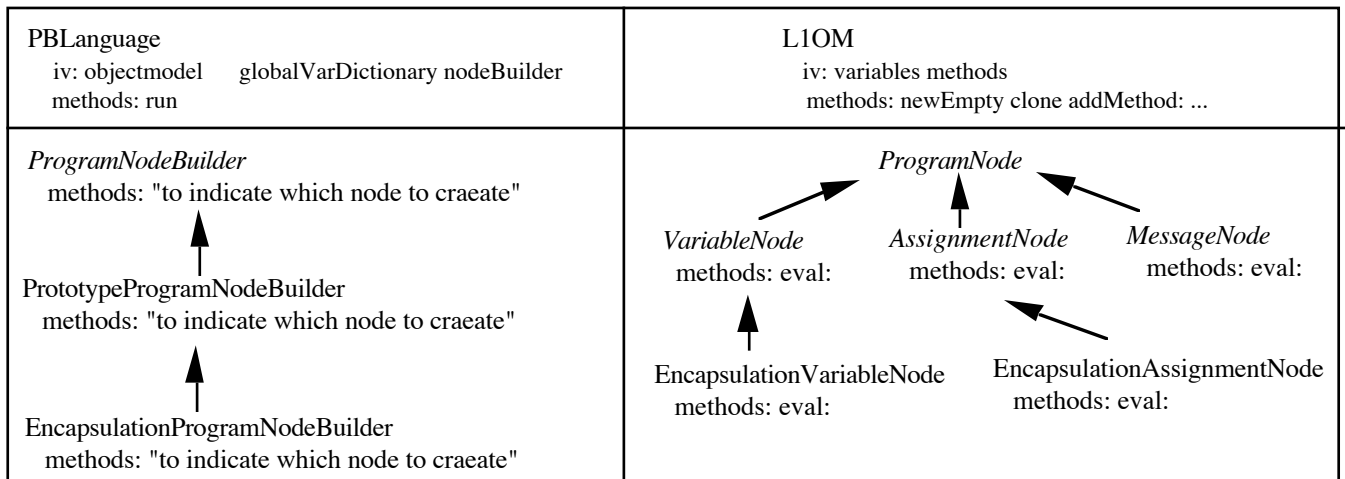 PBLanguage
iv: objectmodel globalVarDictionary nodeBuilder
methods: run
L1OM
iv: variables methods
methods: newEmpty clone addMethod: ...
ProgramNodeBuilder
methods: "to indicate which node to craeate"
PrototypeProgramNodeBuilder
methods: "to indicate which node to craeate"
EncapsulationProgramNodeBuilder
methods: "to indicate which node to craeate"
ProgramNode
VariableNode
methods: eval:
AssignmentNode
methods: eval:
MessageNode
methods: eval:
EncapsulationVariableNode
methods: eval:
EncapsulationAssignmentNode
methods: eval: